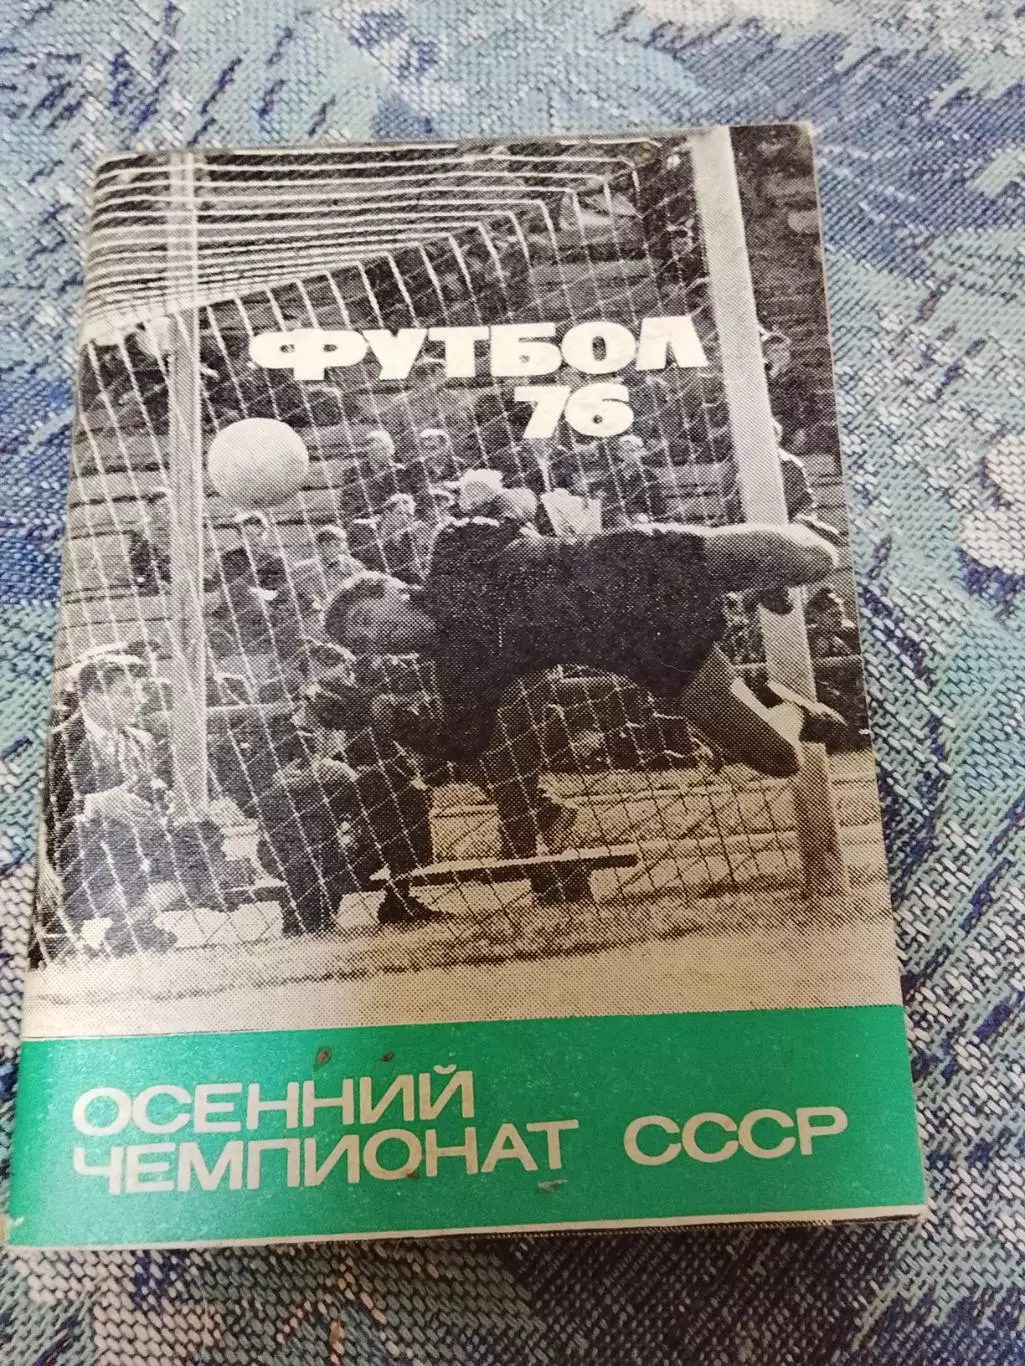 ФУТБОЛ
76
ОСЕННИЙ
ЧЕМПИОНАТ СССР